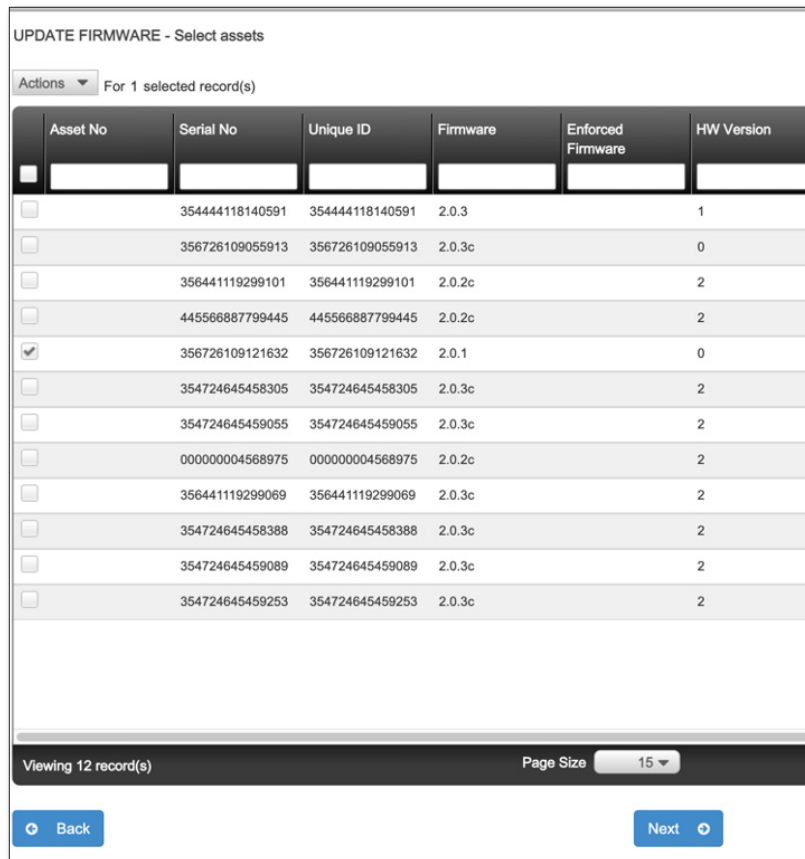 UPDATE FIRMWARE - Select assets
Actions For 1 selected record(s)
Asset No Serial No Unique ID Firmware Enforced Firmware HW Version
354444118140591 354444118140591 2.0.3 1
356726109055913 356726109055913 2.0.3c 0
356441119299101 356441119299101 2.0.2c 2
445566887799445 445566887799445 2.0.2c 2
356726109121632 356726109121632 2.0.1 0
354724645458305 354724645458305 2.0.3c 2
354724645459055 354724645459055 2.0.3c 2
000000004568975 000000004568975 2.0.2c 2
356441119299069 356441119299069 2.0.3c 2
354724645458388 354724645458388 2.0.3c 2
354724645459089 354724645459089 2.0.3c 2
354724645459253 354724645459253 2.0.3c 2
Viewing 12 record(s) Page Size 15
Back Next